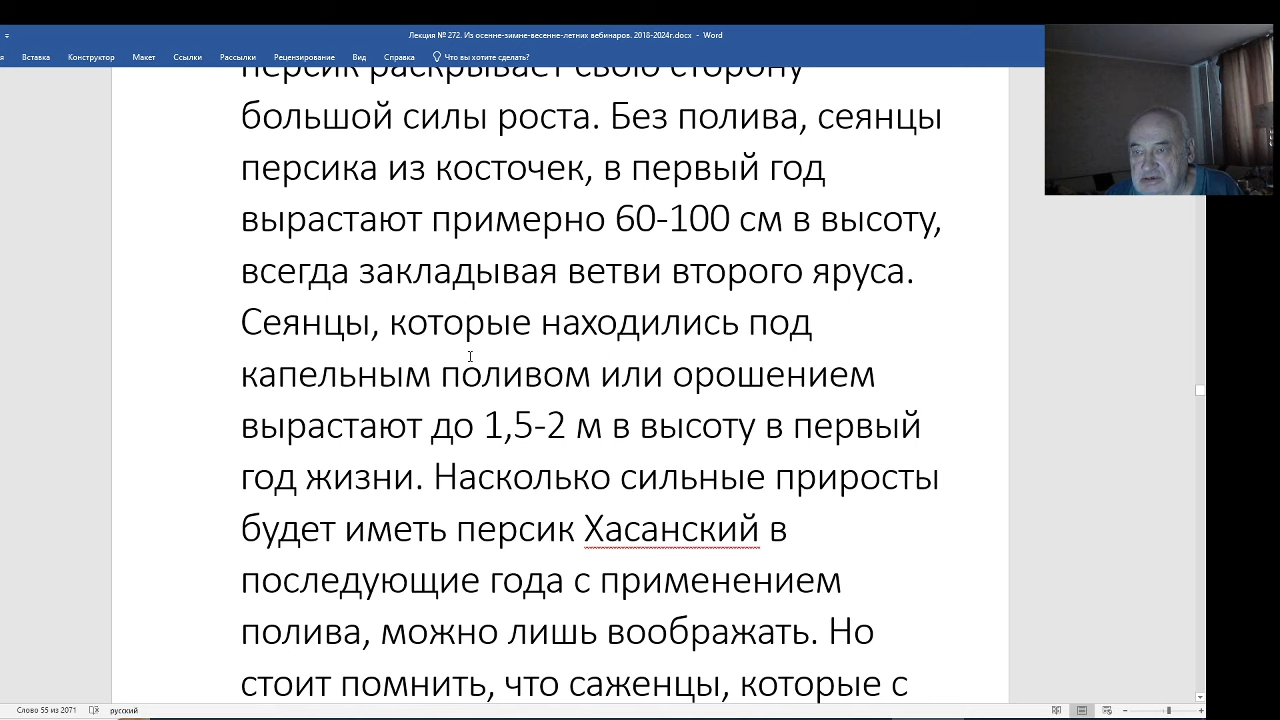 Лекция № 272. Из осенне-зимне-весенне-летних вебинаров. 2018-2024г.docx - Word
Вставка Конструктор Макет Ссылки Рассылки Рецензирование Вид Справка Что вы хотите сделать?
персик раскрывает свою сторону
большой силы роста. Без полива, сеянцы
персика из косточек, в первый год
вырастают примерно 60-100 см в высоту,
всегда закладывая ветви второго яруса.
Сеянцы, которые находились под
капельным поливом или орошением
вырастают до 1,5-2 м в высоту в первый
год жизни. Насколько сильные приросты
будет иметь персик Хасанский в
последующие года с применением
полива, можно лишь воображать. Но
стоит помнить, что саженцы, которые с
Слово 55 из 2071 русский